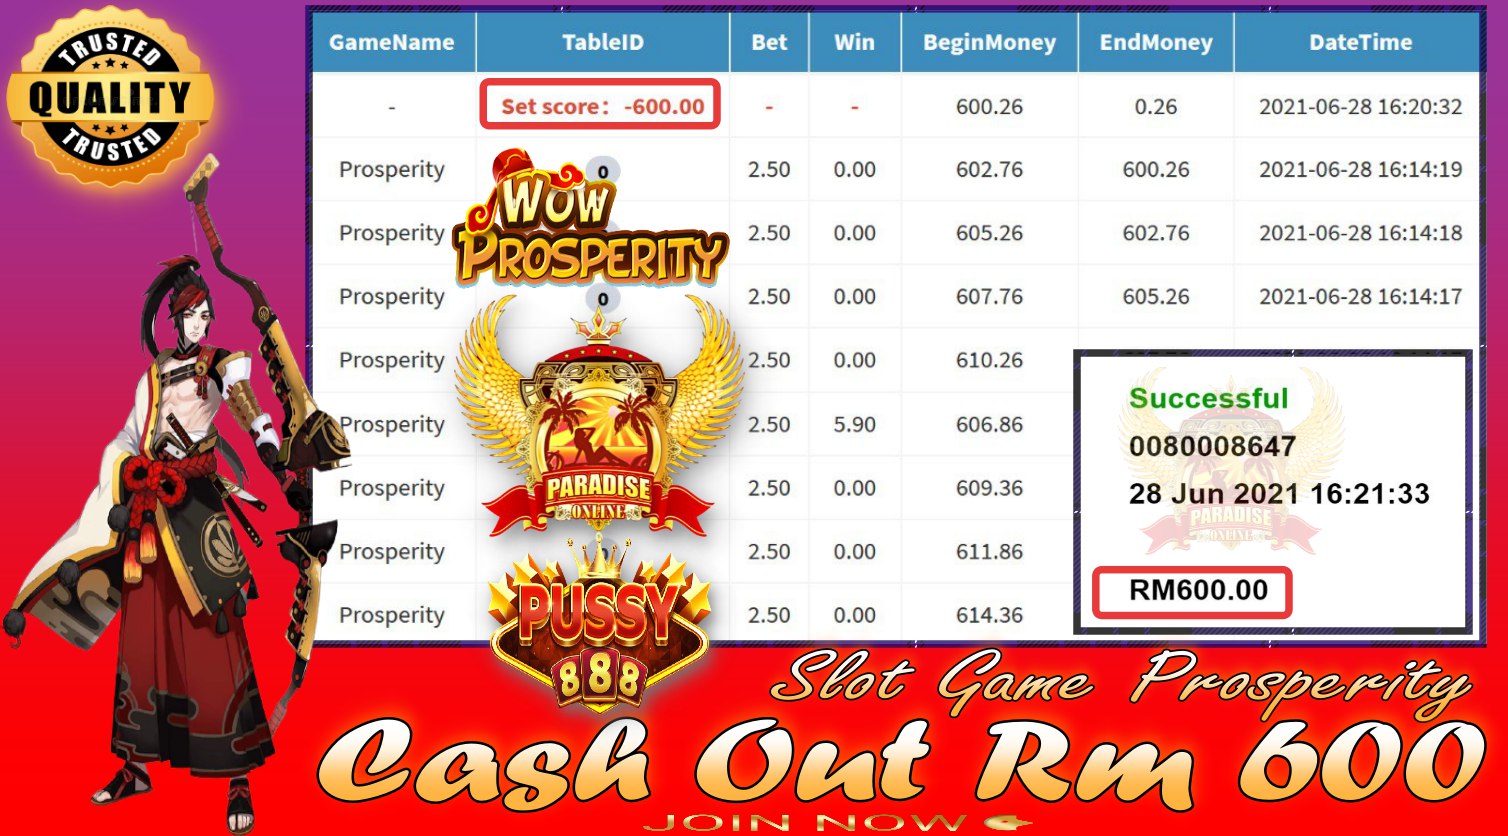 TRUSTED
QUALITY
TRUSTED
GameName TableID Bet Win BeginMoney EndMoney DateTime
- Set score: -600.00 - - 600.26 0.26 2021-06-28 16:20:32
Prosperity 0 2.50 0.00 602.76 600.26 2021-06-28 16:14:19
Prosperity 2.50 0.00 605.26 602.76 2021-06-28 16:14:18
Prosperity 0 2.50 0.00 607.76 605.26 2021-06-28 16:14:17
Prosperity 2.50 0.00 610.26
Prosperity 2.50 5.90 606.86
Prosperity 2.50 0.00 609.36
Prosperity 2.50 0.00 611.86
Prosperity 2.50 0.00 614.36
WOW
PROSPERITY
PARADISE
ONLINE
PUSSY
888
Successful
0080008647
28 Jun 2021 16:21:33
PARADISE
ONLINE
RM600.00
Slot Game Prosperity
Cash Out Rm 600
JOIN NOW